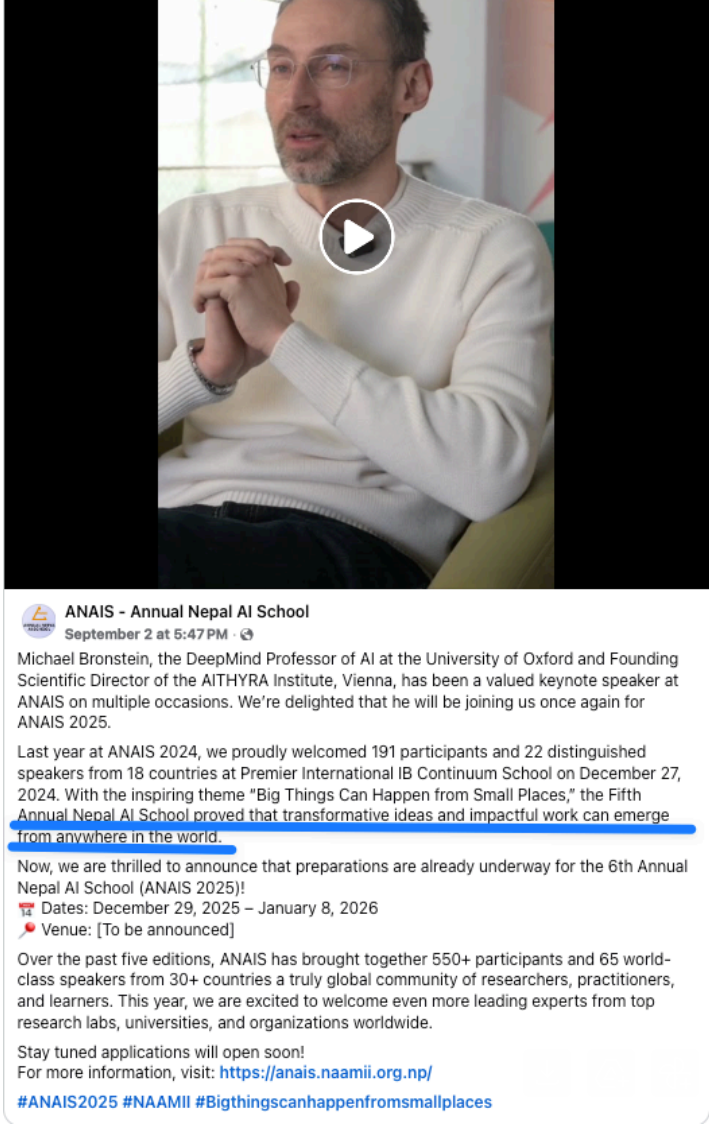 ANAIS - Annual Nepal AI School
September 2 at 5:47 PM ·
Michael Bronstein, the DeepMind Professor of AI at the University of Oxford and Founding
Scientific Director of the AITHYRA Institute, Vienna, has been a valued keynote speaker at
ANAIS on multiple occasions. We’re delighted that he will be joining us once again for
ANAIS 2025.
Last year at ANAIS 2024, we proudly welcomed 191 participants and 22 distinguished
speakers from 18 countries at Premier International IB Continuum School on December 27,
2024. With the inspiring theme “Big Things Can Happen from Small Places,” the Fifth
Annual Nepal AI School proved that transformative ideas and impactful work can emerge
from anywhere in the world.
Now, we are thrilled to announce that preparations are already underway for the 6th Annual
Nepal AI School (ANAIS 2025)!
📅 Dates: December 29, 2025 – January 8, 2026
📍 Venue: [To be announced]
Over the past five editions, ANAIS has brought together 550+ participants and 65 world-
class speakers from 30+ countries a truly global community of researchers, practitioners,
and learners. This year, we are excited to welcome even more leading experts from top
research labs, universities, and organizations worldwide.
Stay tuned applications will open soon!
For more information, visit: https://anais.naamii.org.np/
#ANAIS2025 #NAAMII #Bigthingscanhappenfromsmallplaces